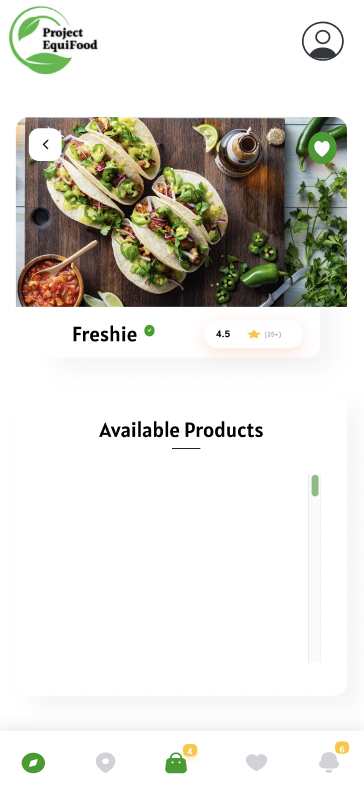 Project
EquiFood
Freshie
4.5
(25+)
Available Products
4
6